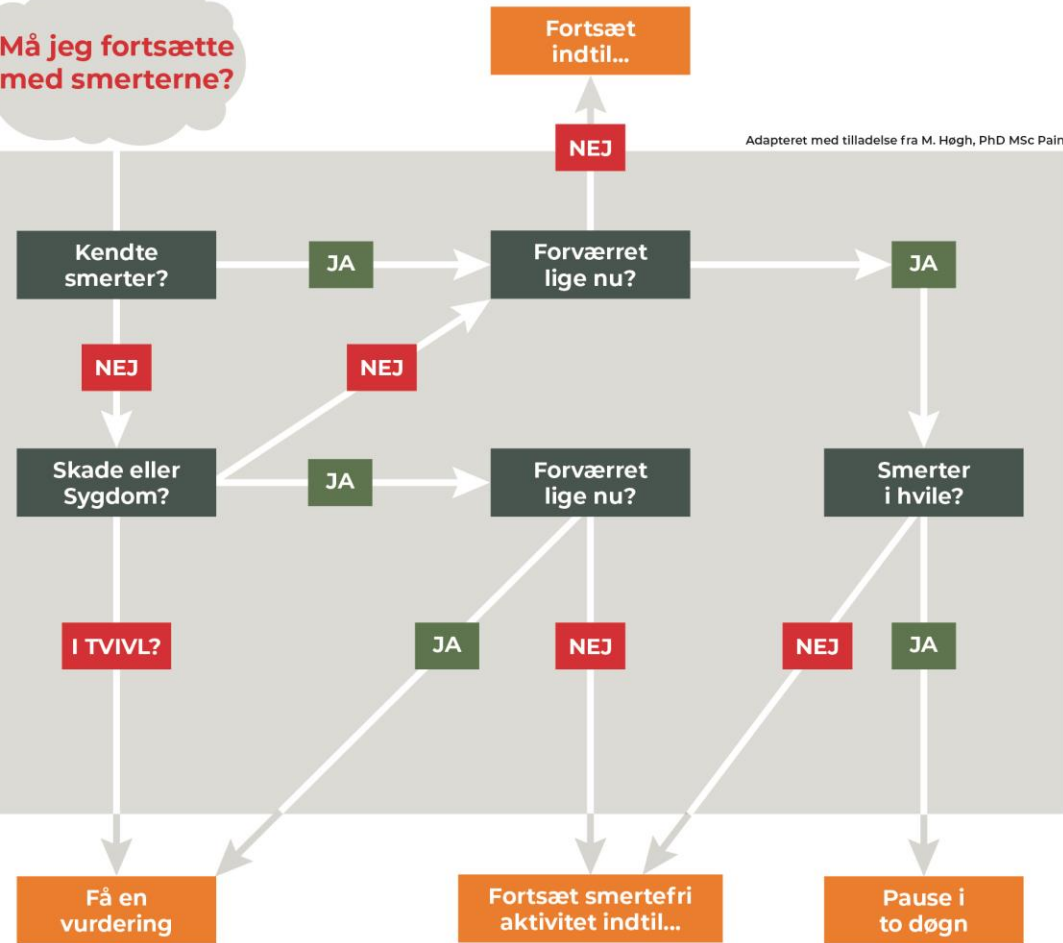 Må jeg fortsætte
med smerterne?
Fortsæt
indtil...
NEJ
Adapteret med tilladelse fra M. Høgh, PhD MSc Pain
Kendte
smerter?
JA
Forværret
lige nu?
JA
NEJ
NEJ
Skade eller
Sygdom?
JA
Forværret
lige nu?
Smerter
i hvile?
I TVIVL?
JA
NEJ
NEJ
JA
Få en
vurdering
Fortsæt smertefri
aktivitet indtil...
Pause i
to døgn